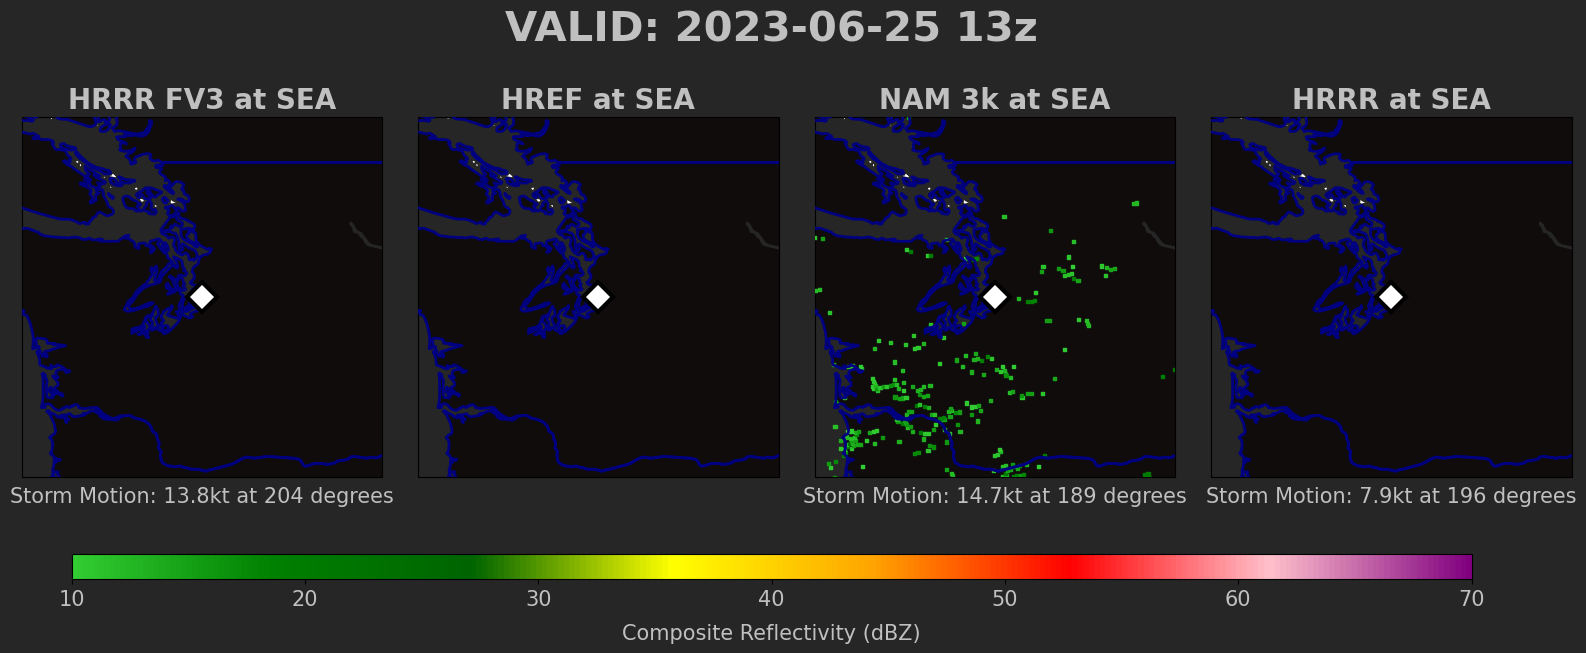 VALID: 2023-06-25 13z
HRRR FV3 at SEA
HREF at SEA
NAM 3k at SEA
HRRR at SEA
Storm Motion: 13.8kt at 204 degrees
Storm Motion: 14.7kt at 189 degrees
Storm Motion: 7.9kt at 196 degrees
10 20 30 40 50 60 70
Composite Reflectivity (dBZ)